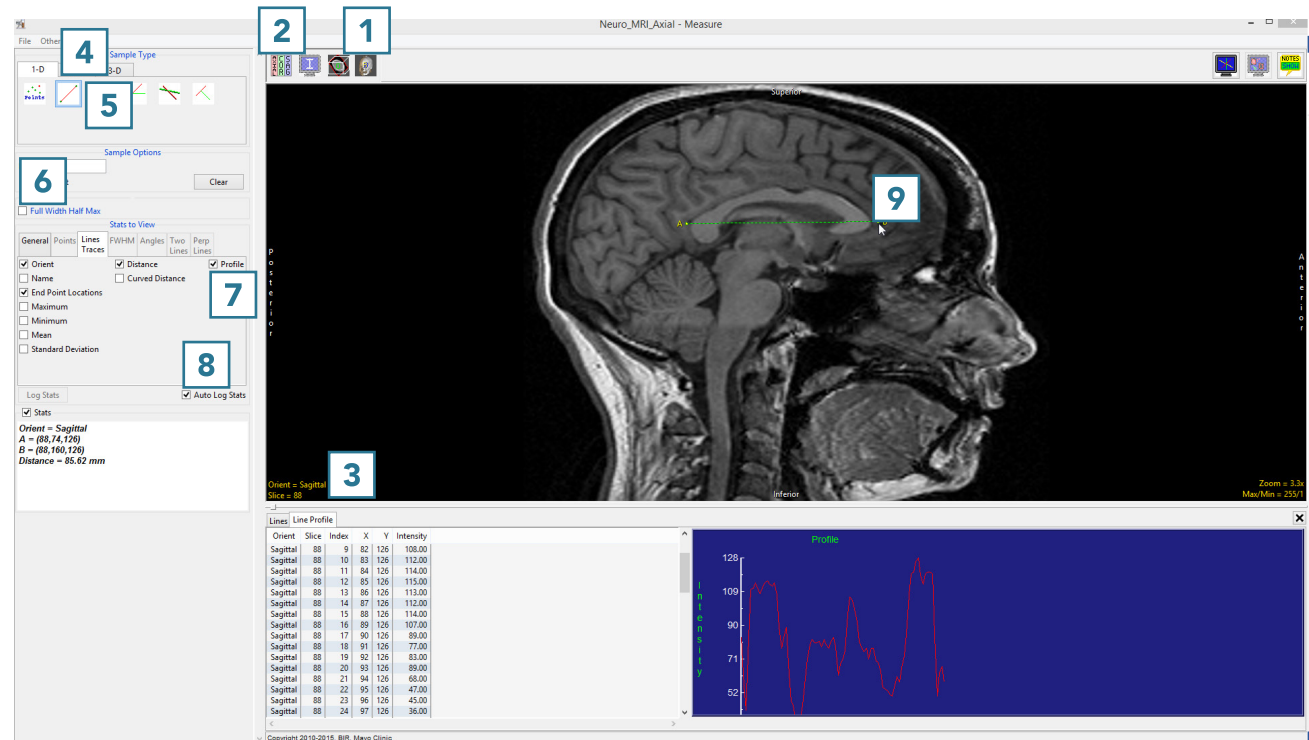 Neuro_MRI_Axial - Measure
File Other
2
1
4
Sample Type
1-D
3-D
Points
5
NOTES
SHOW
Superior
Sample Options
6
Clear
Full Width Half Max
9
A
Stats to View
General Points Lines Traces FWHM Angles Two Lines Perp Lines
Orient Distance Profile
Name Curved Distance
End Point Locations
7
Maximum
Minimum
Mean
Standard Deviation
8
Log Stats Auto Log Stats
Stats
Orient = Sagittal
A = (88,74,126)
B = (88,160,126)
Distance = 85.62 mm
Posterior
Anterior
3
Orient = Sagittal
Slice = 88
Inferior
Zoom = 3.3x
Max/Min = 255/1
Lines Line Profile
Orient Slice Index X Y Intensity
Sagittal 88 9 82 126 108.00
Sagittal 88 10 83 126 112.00
Sagittal 88 11 84 126 114.00
Sagittal 88 12 85 126 115.00
Sagittal 88 13 86 126 113.00
Sagittal 88 14 87 126 112.00
Sagittal 88 15 88 126 114.00
Sagittal 88 16 89 126 107.00
Sagittal 88 17 90 126 89.00
Sagittal 88 18 91 126 77.00
Sagittal 88 19 92 126 83.00
Sagittal 88 20 93 126 89.00
Sagittal 88 21 94 126 68.00
Sagittal 88 22 95 126 47.00
Sagittal 88 23 96 126 45.00
Sagittal 88 24 97 126 36.00
Profile
Intensity
128
109
90
71
52
Copyright 2010-2015, BIR, Mayo Clinic